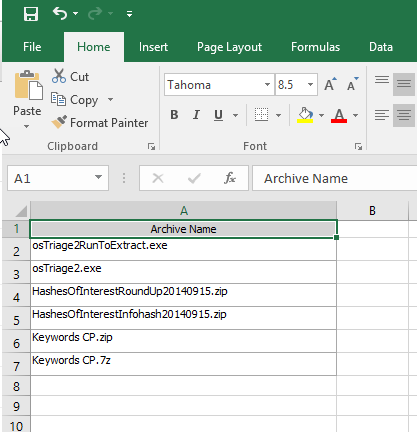 File Home Insert Page Layout Formulas Data
Cut
Copy
Format Painter
Paste
Clipboard
Tahoma 8.5 A A
B I U A
Font
A1 fx Archive Name
A B
1 Archive Name
2 osTriage2RunToExtract.exe
3 osTriage2.exe
4 HashesOfInterestRoundUp20140915.zip
5 HashesOfInterestInfohash20140915.zip
6 Keywords CP.zip
7 Keywords CP.7z
8
9
10